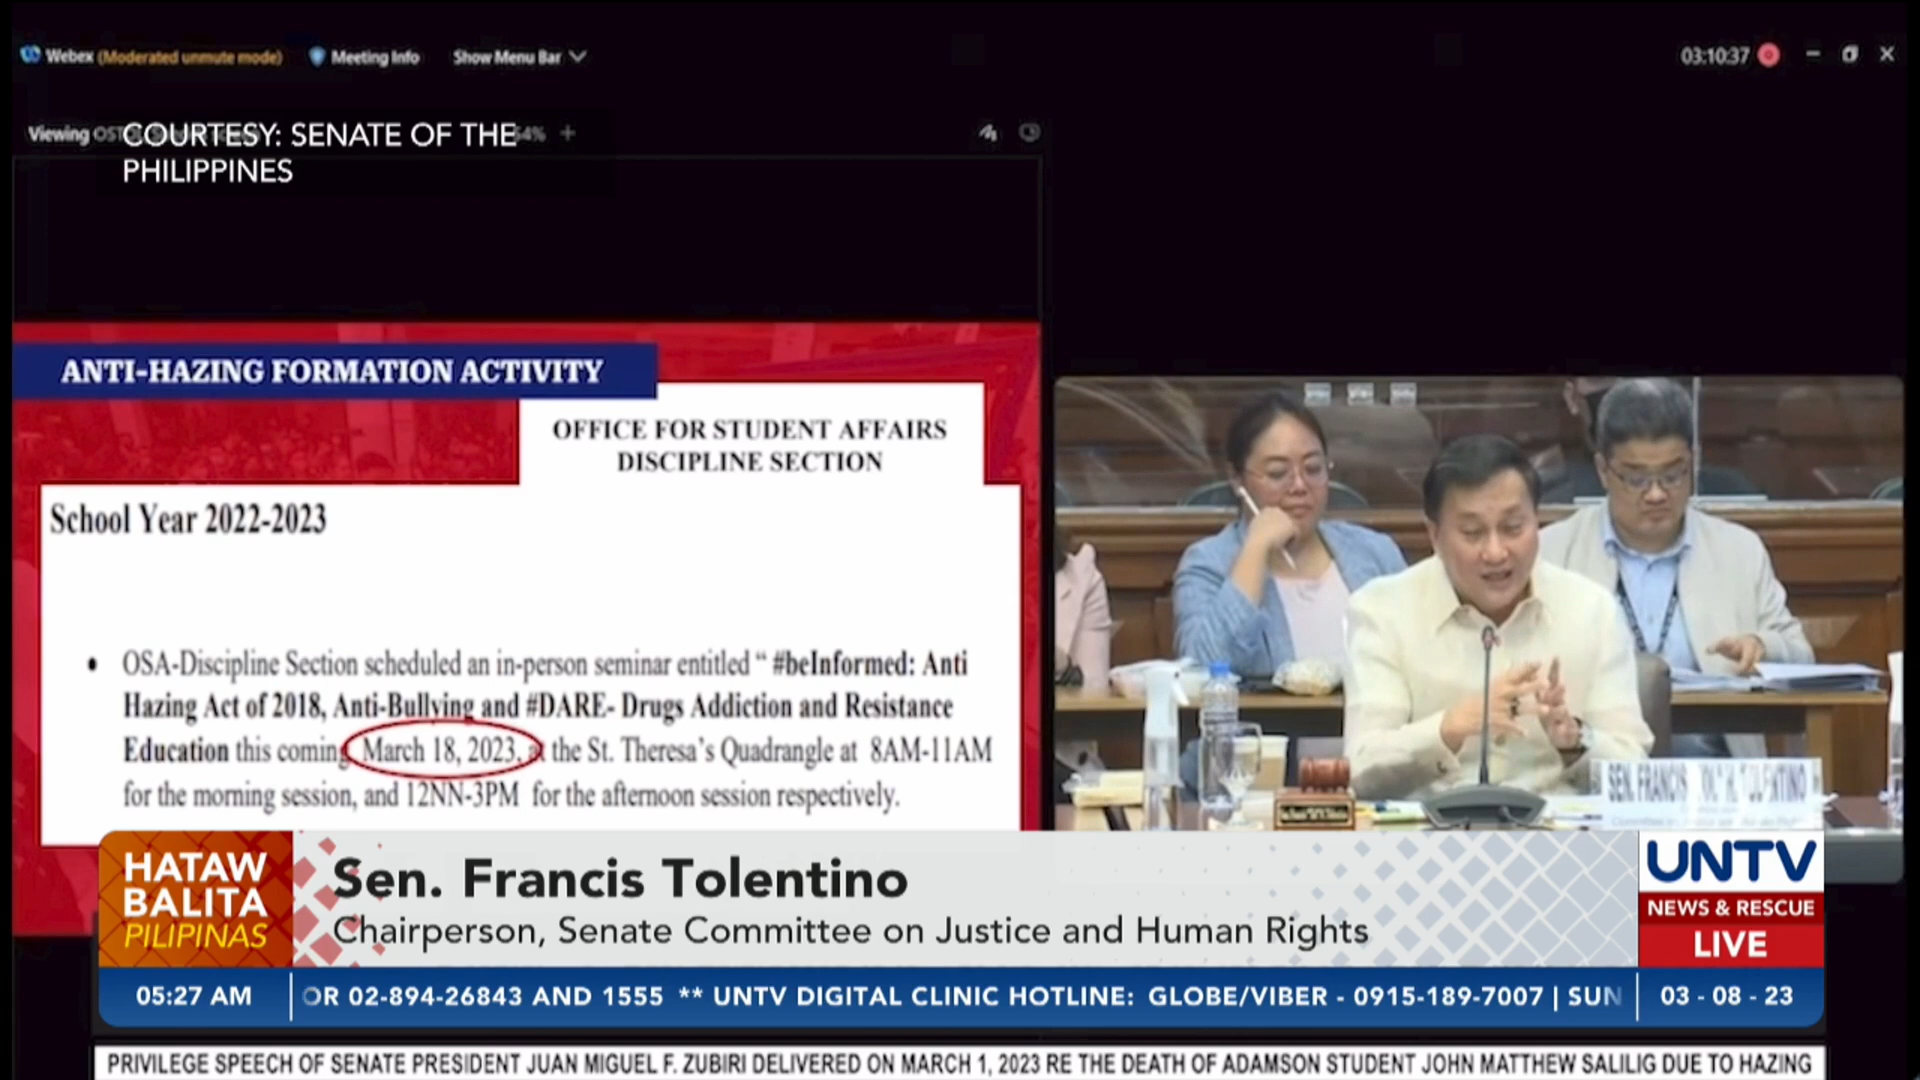 Webex (Moderated unmute mode) Meeting Info Show Menu Bar
03:10:37
Viewing
54%
COURTESY: SENATE OF THE
PHILIPPINES
ANTI-HAZING FORMATION ACTIVITY
OFFICE FOR STUDENT AFFAIRS
DISCIPLINE SECTION
School Year 2022-2023
• OSA-Discipline Section scheduled an in-person seminar entitled “ #beInformed: Anti
Hazing Act of 2018, Anti-Bullying and #DARE- Drugs Addiction and Resistance
Education this coming March 18, 2023, at the St. Theresa’s Quadrangle at 8AM-11AM
for the morning session, and 12NN-3PM for the afternoon session respectively.
SEN. FRANCIS TOLENTINO
HATAW
BALITA
PILIPINAS
Sen. Francis Tolentino
Chairperson, Senate Committee on Justice and Human Rights
UNTV
NEWS & RESCUE
LIVE
05:27 AM
OR 02-894-26843 AND 1555 ** UNTV DIGITAL CLINIC HOTLINE: GLOBE/VIBER - 0915-189-7007 | SUN
03 - 08 - 23
PRIVILEGE SPEECH OF SENATE PRESIDENT JUAN MIGUEL F. ZUBIRI DELIVERED ON MARCH 1, 2023 RE THE DEATH OF ADAMSON STUDENT JOHN MATTHEW SALILIG DUE TO HAZING